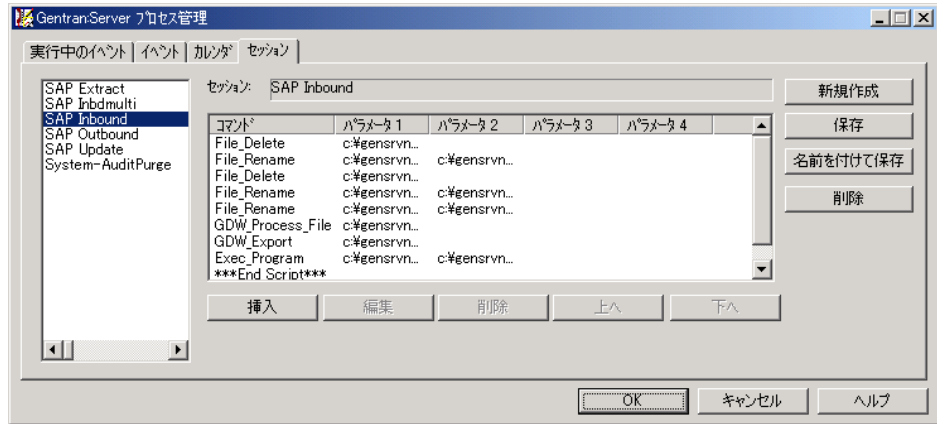 Gentran:Server プロセス管理
実行中のイベント イベント カレンダ セッション
SAP Extract
SAP Inbdmulti
SAP Inbound
SAP Outbound
SAP Update
System-AuditPurge
セッション: SAP Inbound
コマンド パラメータ 1 パラメータ 2 パラメータ 3 パラメータ 4
File_Delete c:¥gensrvn...
File_Rename c:¥gensrvn... c:¥gensrvn...
File_Delete c:¥gensrvn...
File_Rename c:¥gensrvn... c:¥gensrvn...
File_Rename c:¥gensrvn... c:¥gensrvn...
GDW_Process_File c:¥gensrvn...
GDW_Export c:¥gensrvn...
Exec_Program c:¥gensrvn... c:¥gensrvn...
***End Script***
挿入 編集 削除 上へ 下へ
新規作成
保存
名前を付けて保存
削除
OK キャンセル ヘルプ